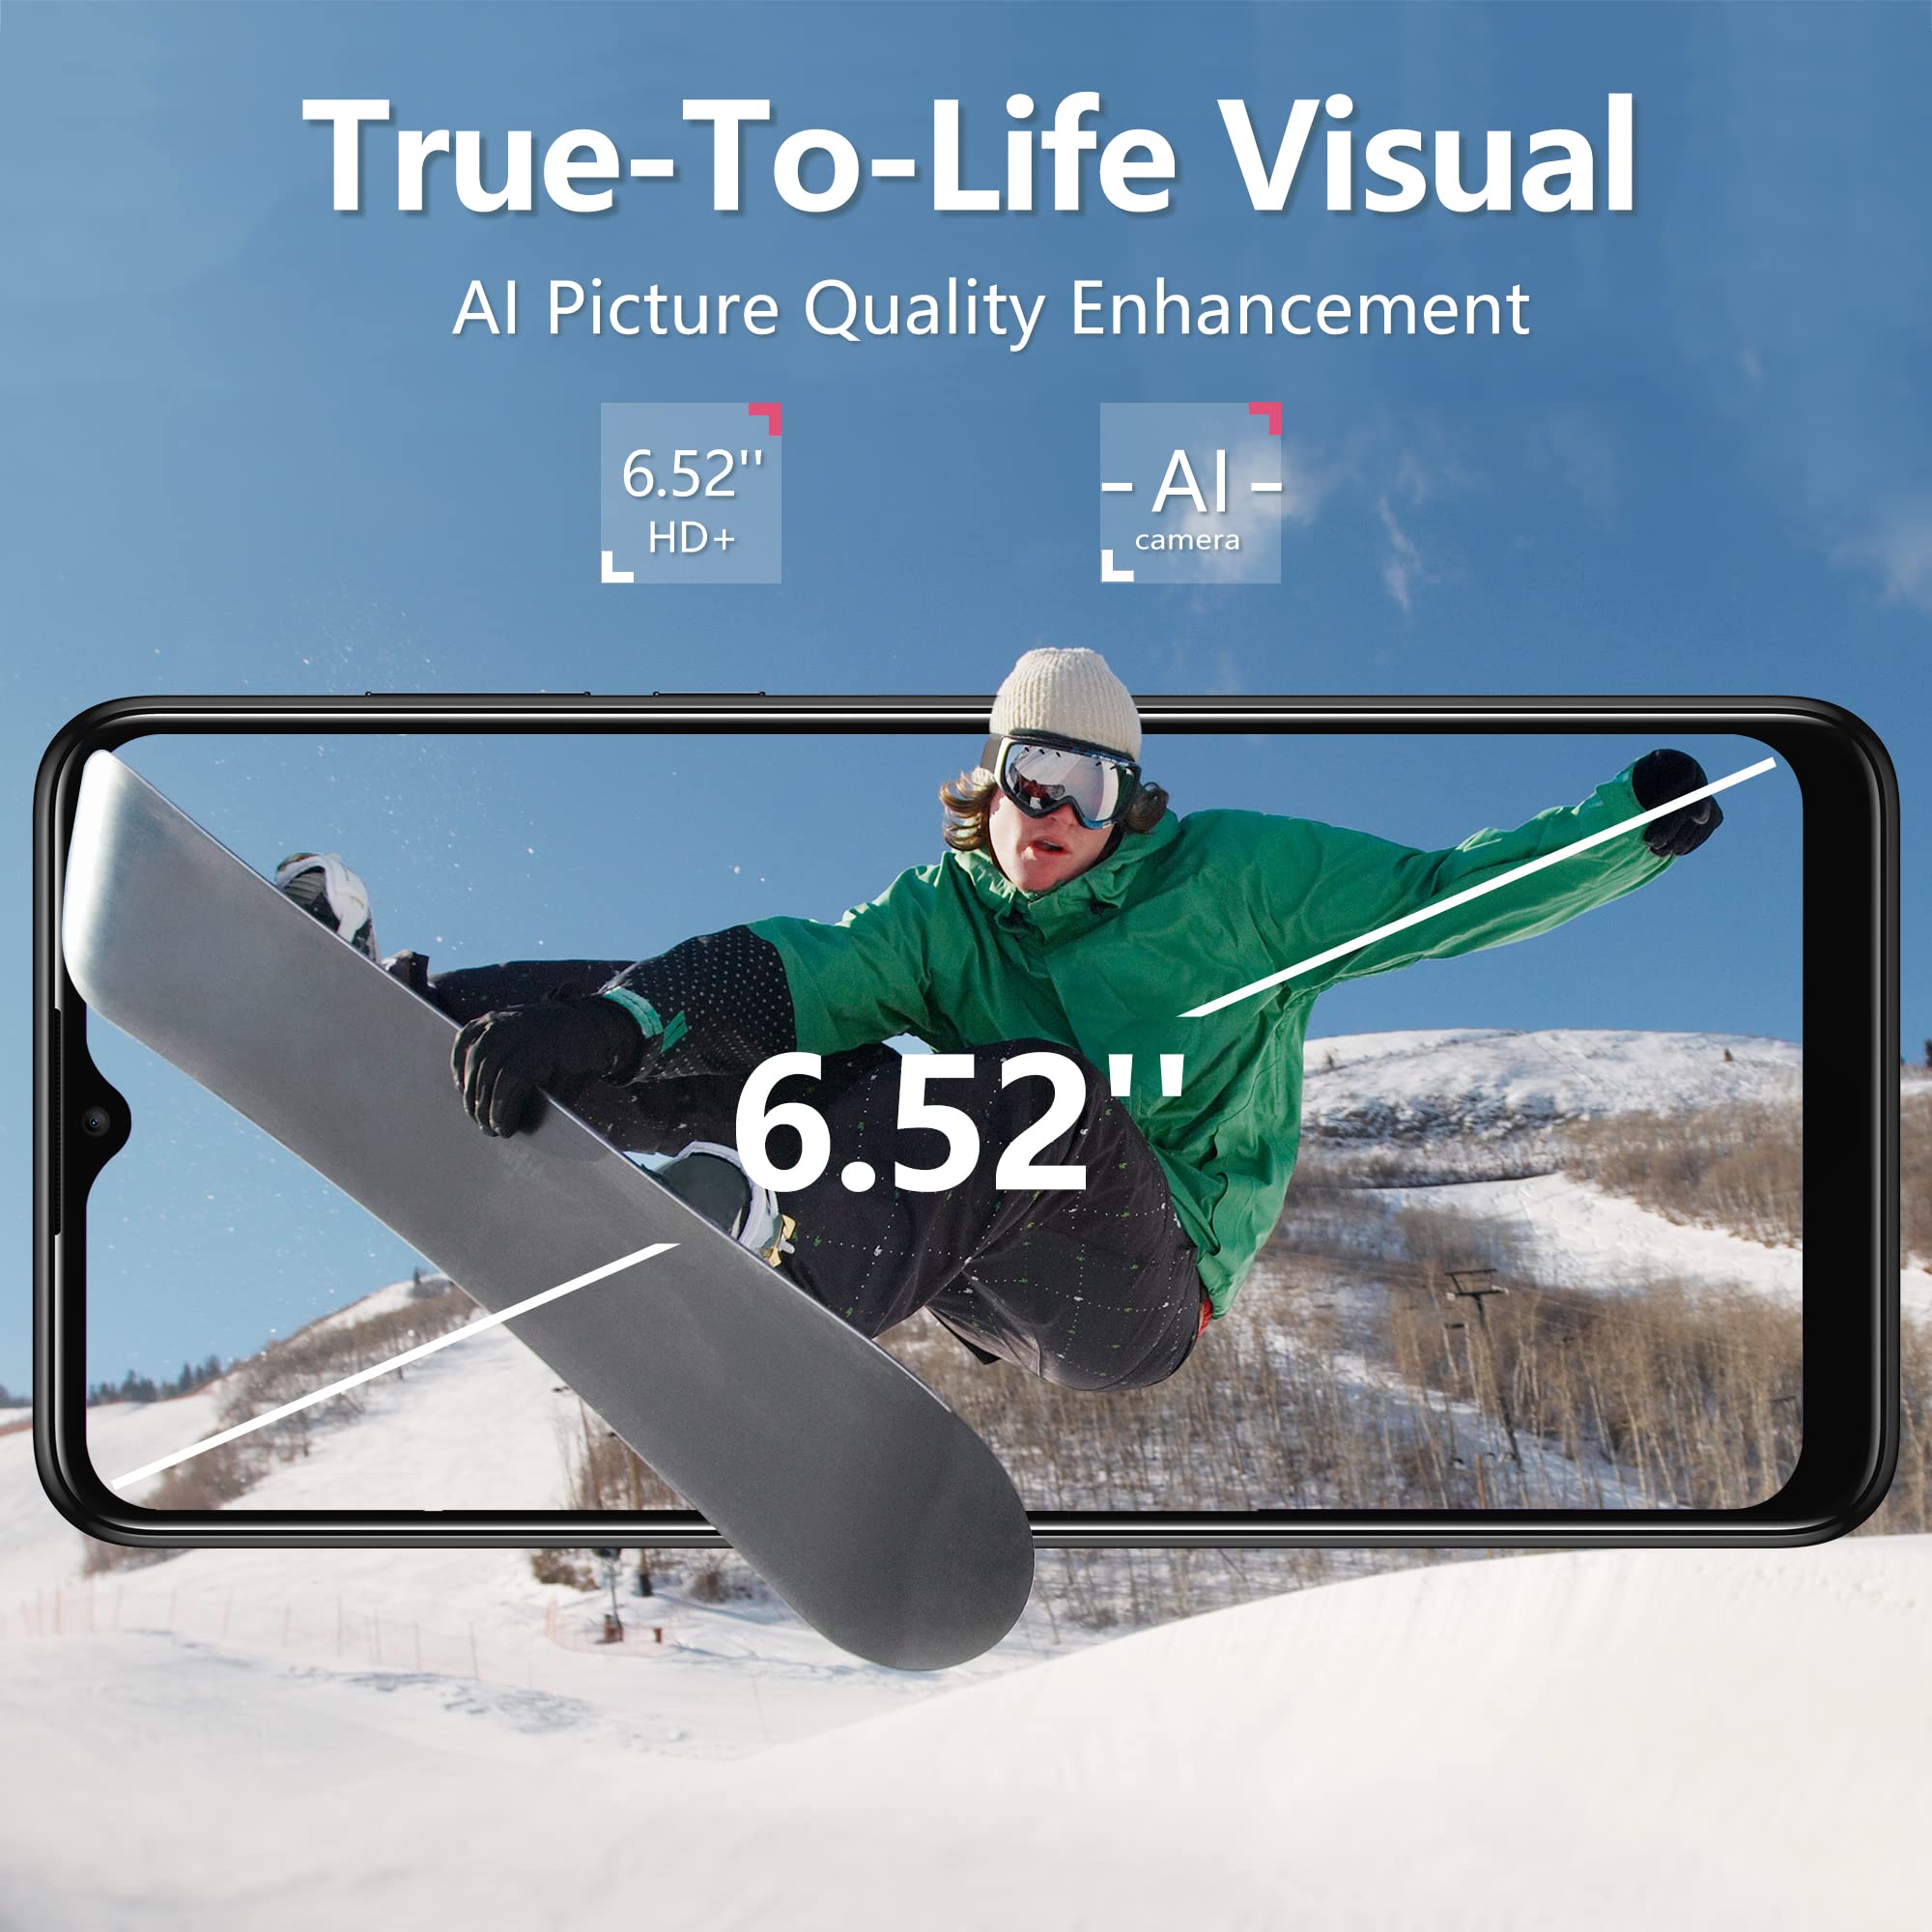 True-To-Life Visual
AI Picture Quality Enhancement
6.52''
HD+
- AI -
camera
6.52''